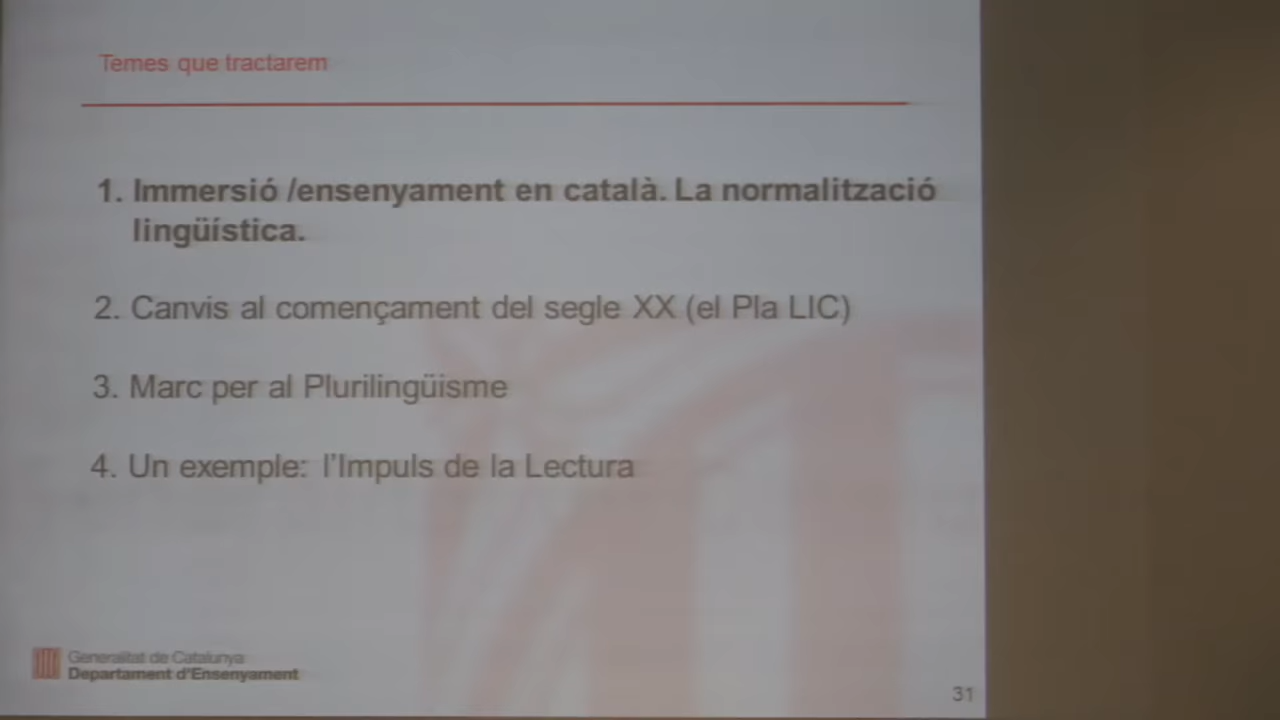 Temes que tractarem
1. Immersió /ensenyament en català. La normalització
lingüística.
2. Canvis al començament del segle XX (el Pla LIC)
3. Marc per al Plurilingüisme
4. Un exemple: l'Impuls de la Lectura
Generalitat de Catalunya
Departament d'Ensenyament
31